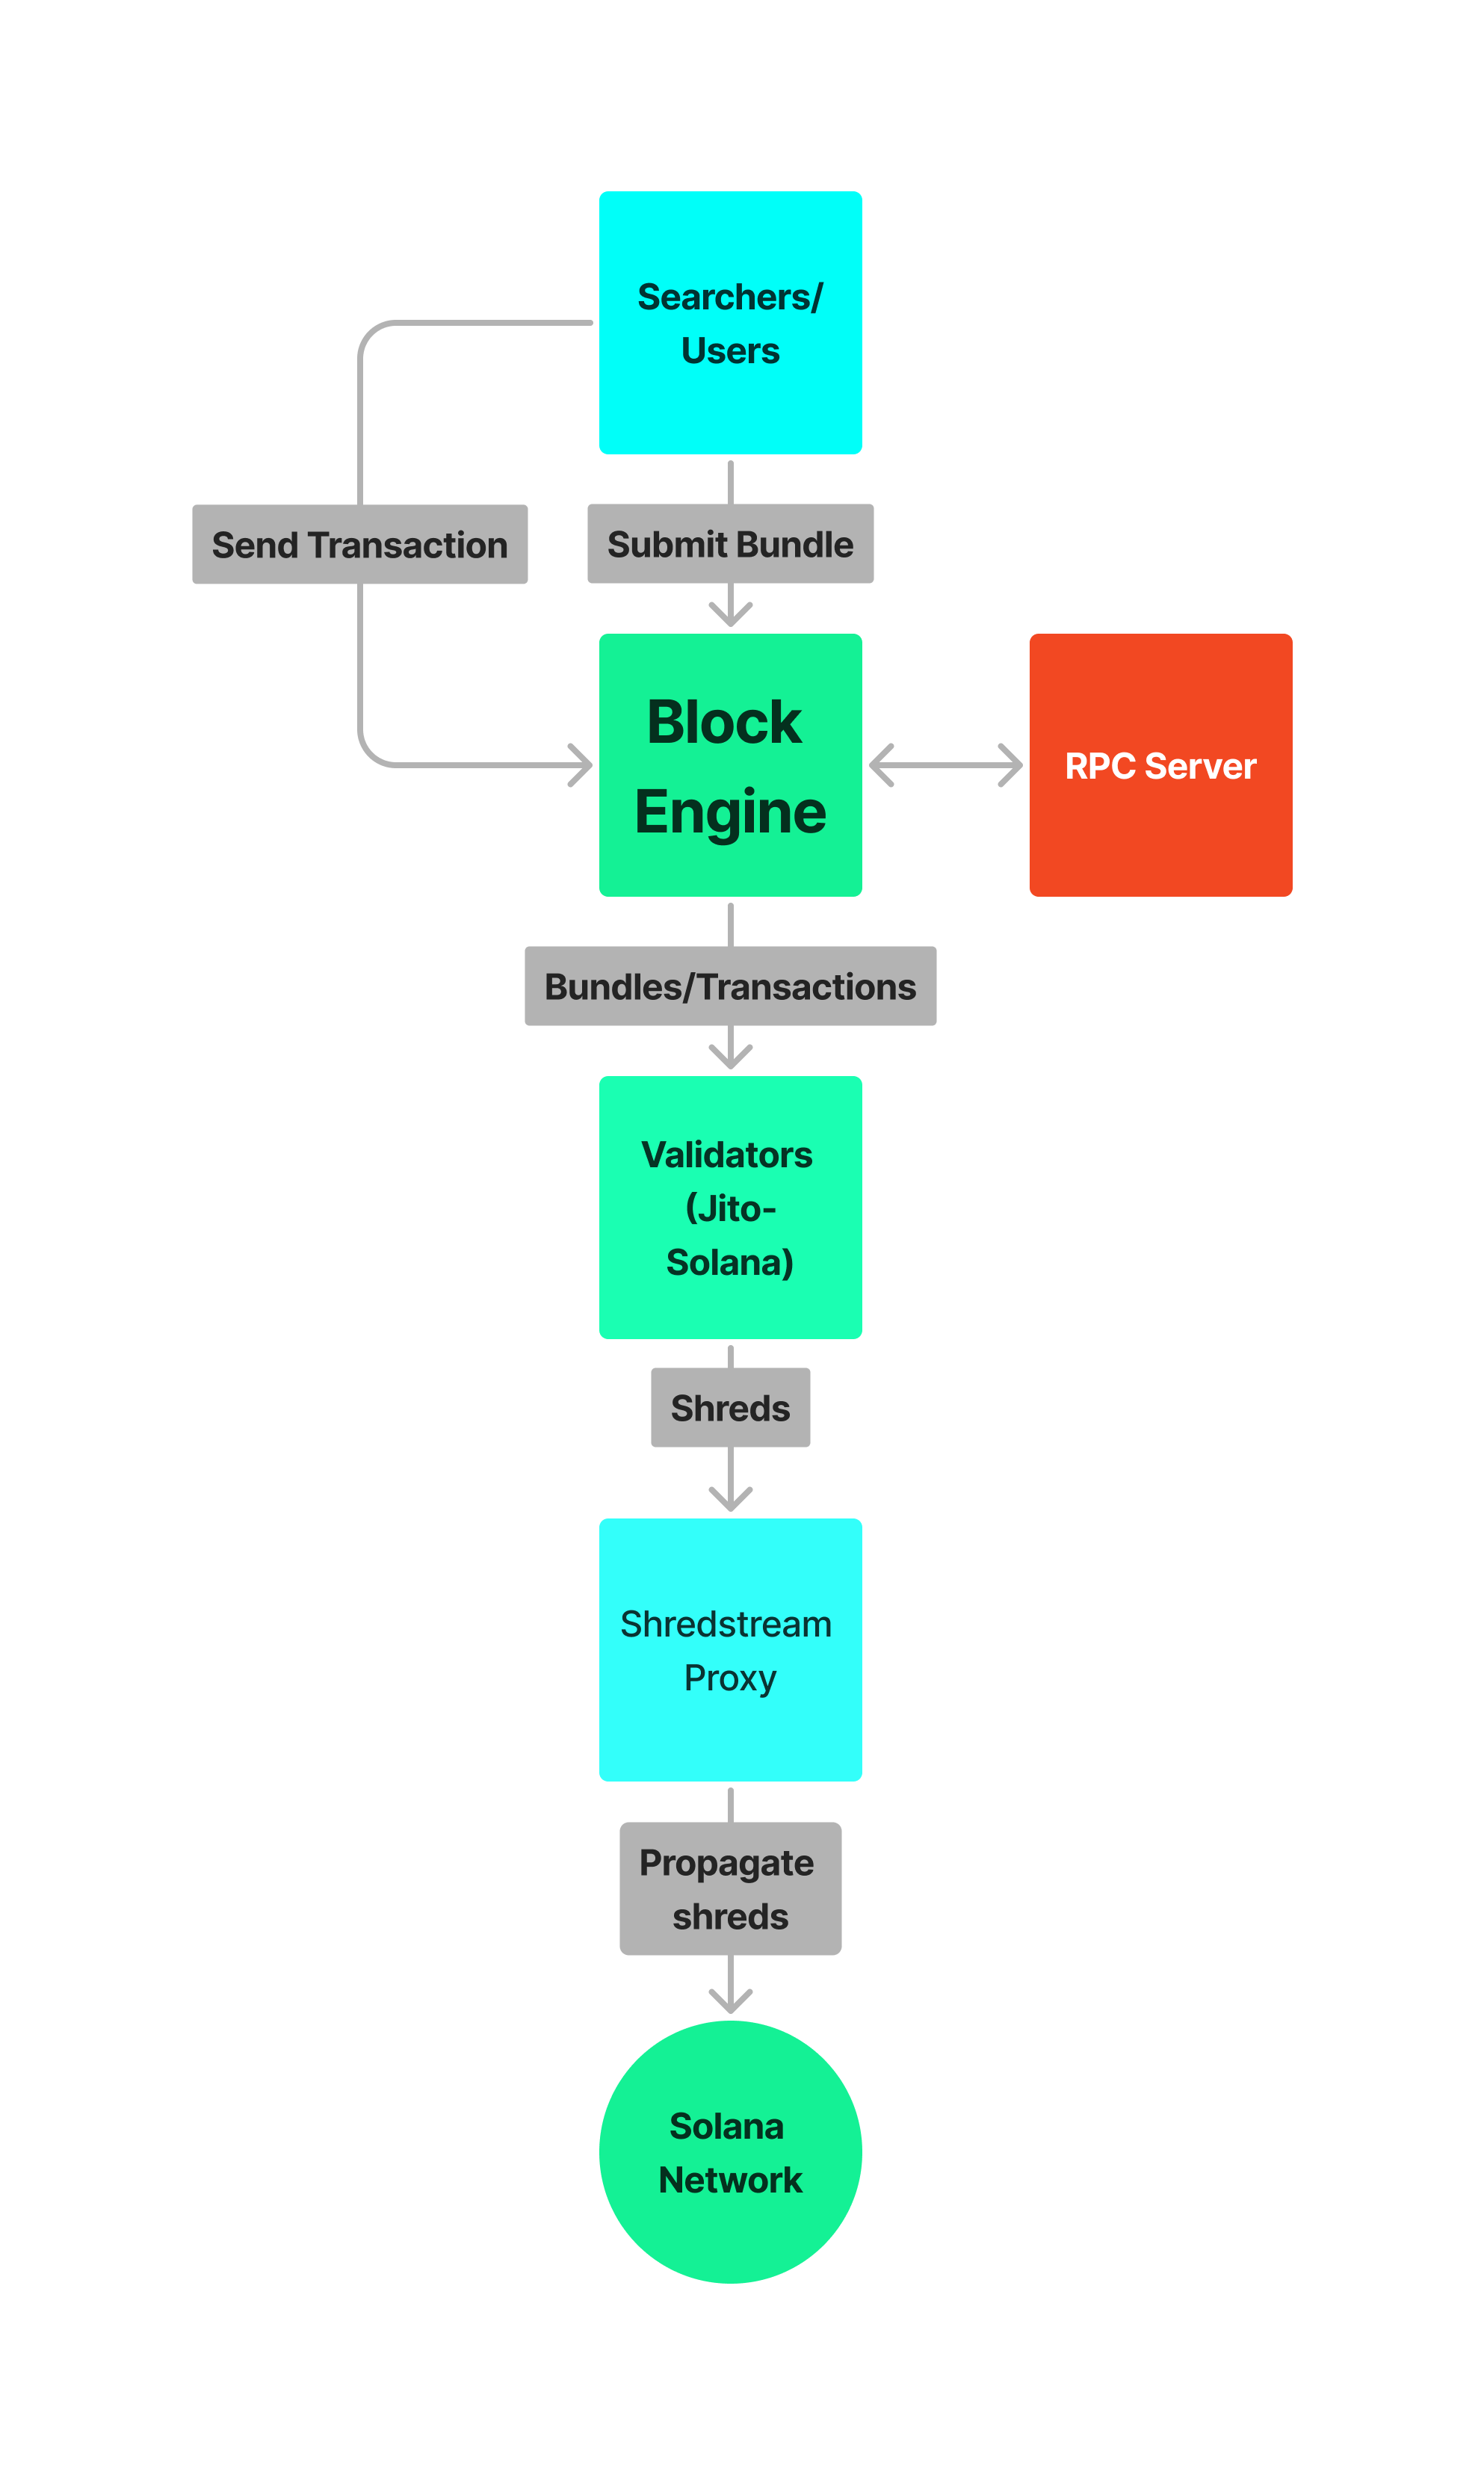 Searchers/
Users
Send Transaction
Submit Bundle
Block
Engine
RPC Server
Bundles/Transactions
Validators
(Jito-
Solana)
Shreds
Shredstream
Proxy
Propagate
shreds
Solana
Network